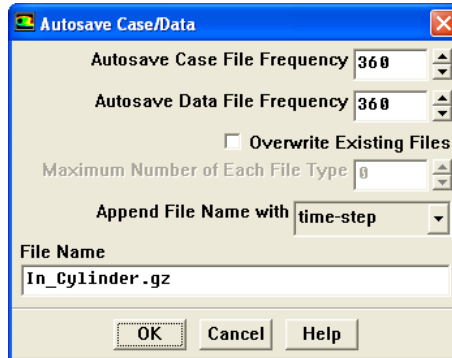 Autosave Case/Data
Autosave Case File Frequency 360
Autosave Data File Frequency 360
Overwrite Existing Files
Maximum Number of Each File Type 0
Append File Name with time-step
File Name
In_Cylinder.gz
OK Cancel Help